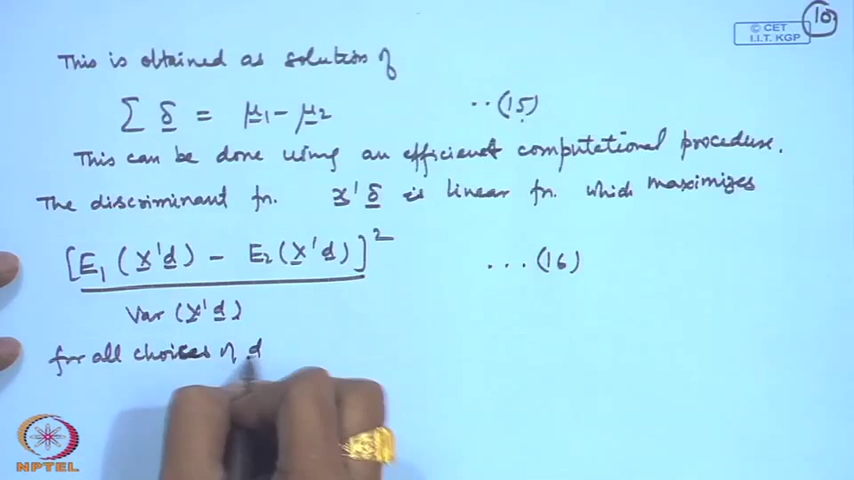 10
© CET
I.I.T. KGP
This is obtained as solution of
Σ δ = μ1 - μ2 ..(15)
This can be done using an efficient computational procedure.
The discriminant fn. x'δ is linear fn. which maximizes
[E1 (x'd) - E2 (x'd)]² ...(16)
Var (x'd)
for all choices of d
NPTEL